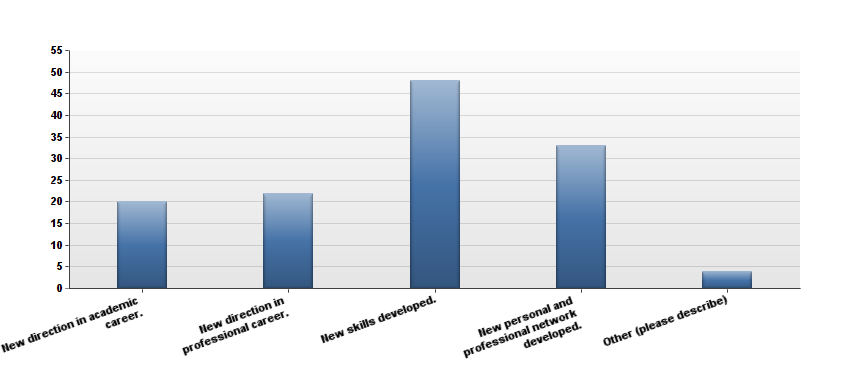 55
50
45
40
35
30
25
20
15
10
5
0
New direction in academic
career.
New direction in
professional career.
New skills developed.
New personal and
professional network
developed.
Other (please describe)